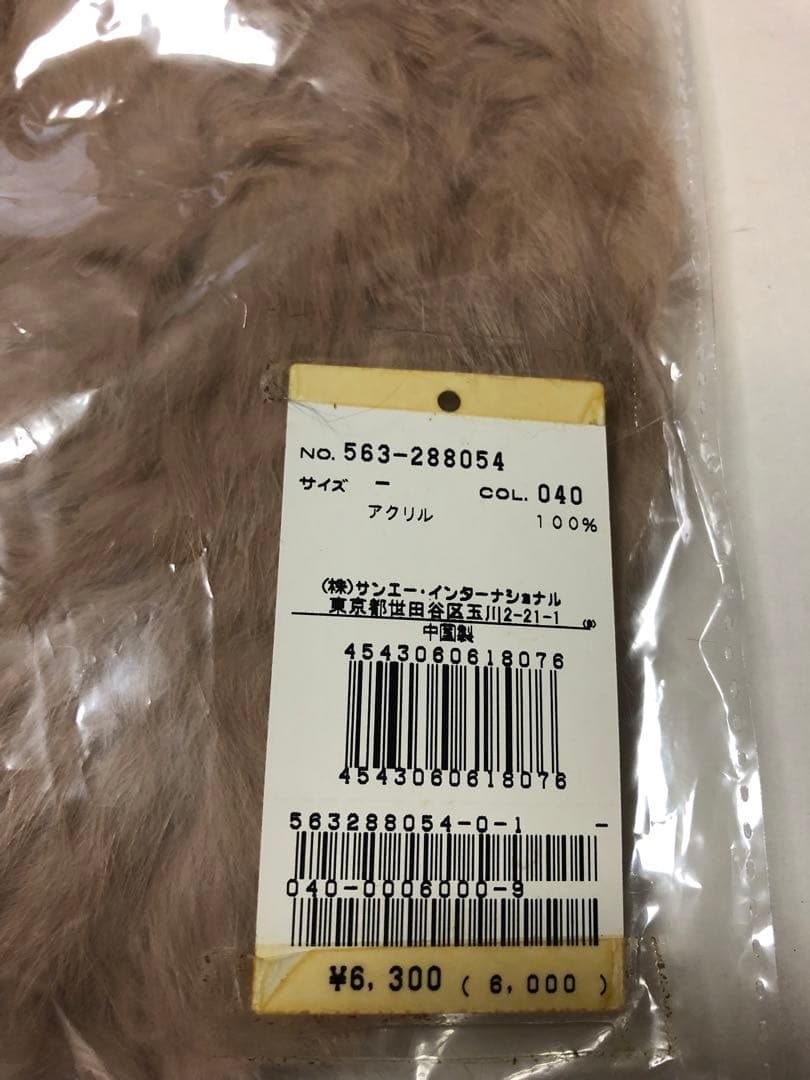 NO. 563-288054
サイズ - COL. 040
アクリル 100%
(株)サンエー・インターナショナル
東京都世田谷区玉川2-21-1
中国製
4543060618076
4543060618076
563288054-0-1 -
040-0006000-9
¥6,300 ( 6,000 )